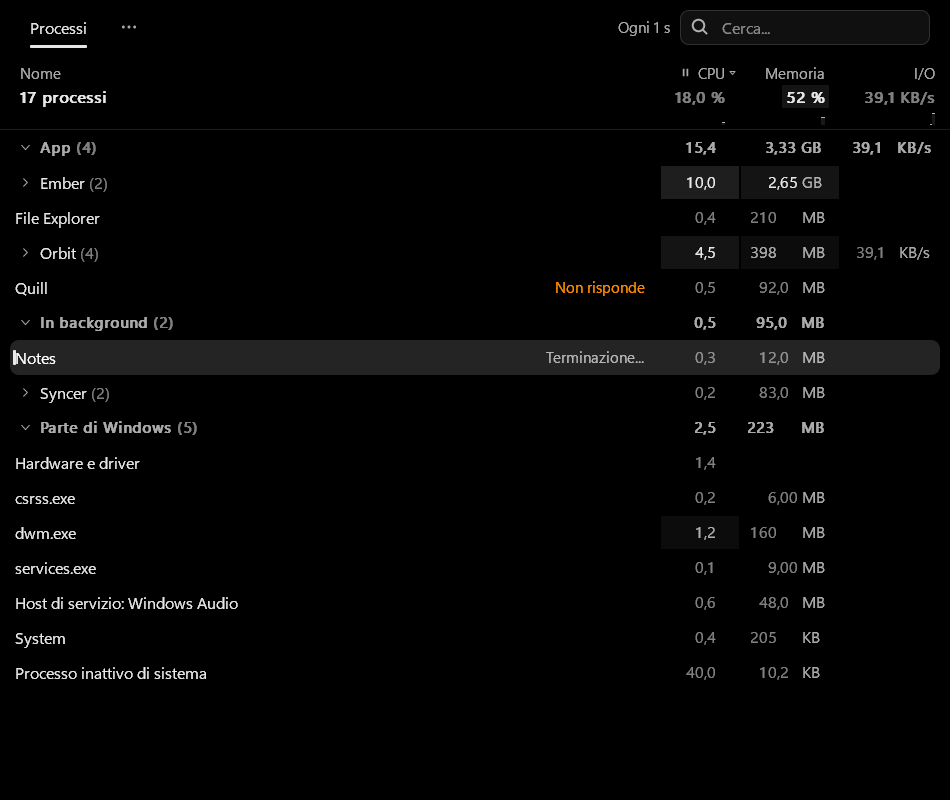 Processi ...
Ogni 1 s Cerca...
Nome CPU Memoria I/O
17 processi 18,0 % 52 % 39,1 KB/s
App (4) 15,4 3,33 GB 39,1 KB/s
Ember (2) 10,0 2,65 GB
File Explorer 0,4 210 MB
Orbit (4) 4,5 398 MB 39,1 KB/s
Quill Non risponde 0,5 92,0 MB
In background (2) 0,5 95,0 MB
Notes Terminazione... 0,3 12,0 MB
Syncer (2) 0,2 83,0 MB
Parte di Windows (5) 2,5 223 MB
Hardware e driver 1,4
csrss.exe 0,2 6,00 MB
dwm.exe 1,2 160 MB
services.exe 0,1 9,00 MB
Host di servizio: Windows Audio 0,6 48,0 MB
System 0,4 205 KB
Processo inattivo di sistema 40,0 10,2 KB